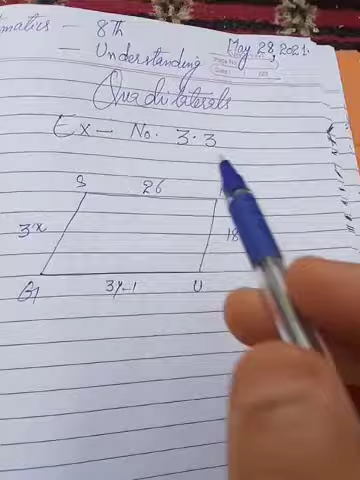 matics - 8th
- Understanding
May 28, 2021.
Quadrilaterals
Ex - No. 3.3
S 26
3x 18
G 3y-1 U